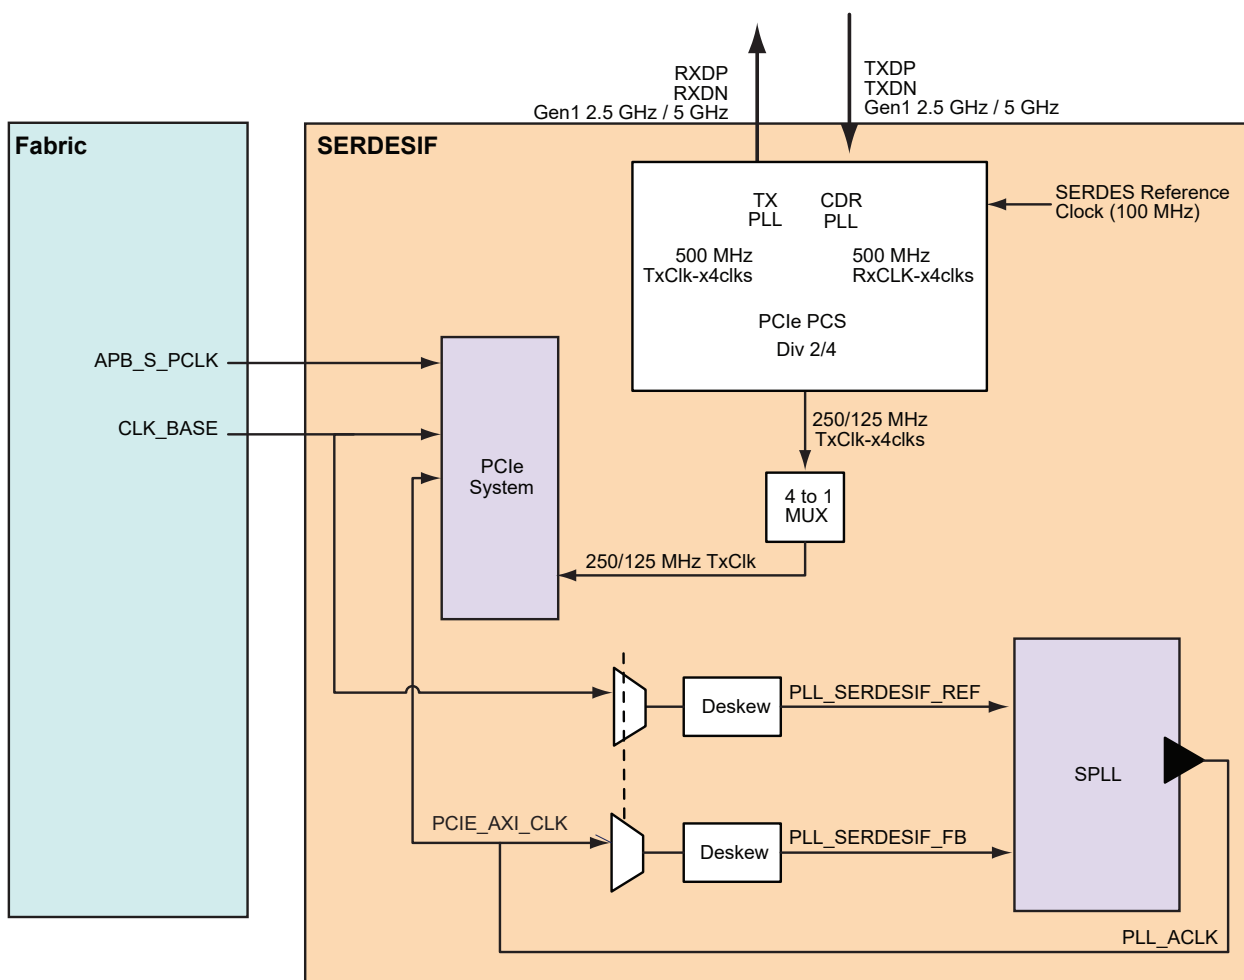 RXDP
RXDN
Gen1 2.5 GHz / 5 GHz
TXDP
TXDN
Gen1 2.5 GHz / 5 GHz
Fabric
SERDESIF
TX
PLL
CDR
PLL
SERDES Reference
Clock (100 MHz)
500 MHz
TxClk-x4clks
500 MHz
RxCLK-x4clks
PCIe PCS
Div 2/4
APB_S_PCLK
CLK_BASE
250/125 MHz
TxClk-x4clks
PCIe
System
4 to 1
MUX
250/125 MHz TxClk
Deskew
PLL_SERDESIF_REF
SPLL
PCIE_AXI_CLK
Deskew
PLL_SERDESIF_FB
PLL_ACLK